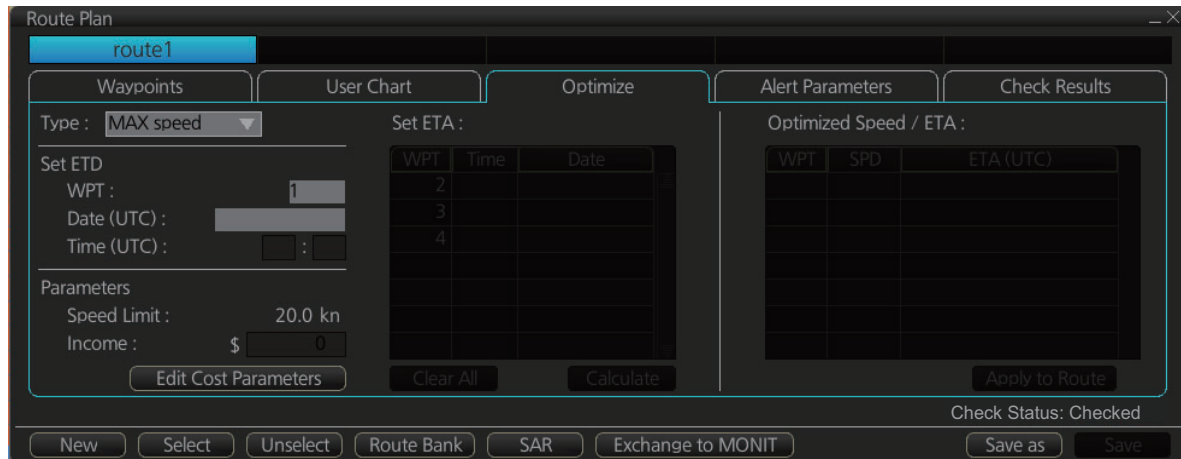 Route Plan
route1
Waypoints User Chart Optimize Alert Parameters Check Results
Type : MAX speed Set ETA : Optimized Speed / ETA :
Set ETD WPT Time Date WPT SPD ETA (UTC)
WPT : 1 2
Date (UTC) : 3
Time (UTC) : : 4
Parameters
Speed Limit : 20.0 kn
Income : $ 0
Edit Cost Parameters Clear All Calculate Apply to Route
Check Status: Checked
New Select Unselect Route Bank SAR Exchange to MONIT Save as Save